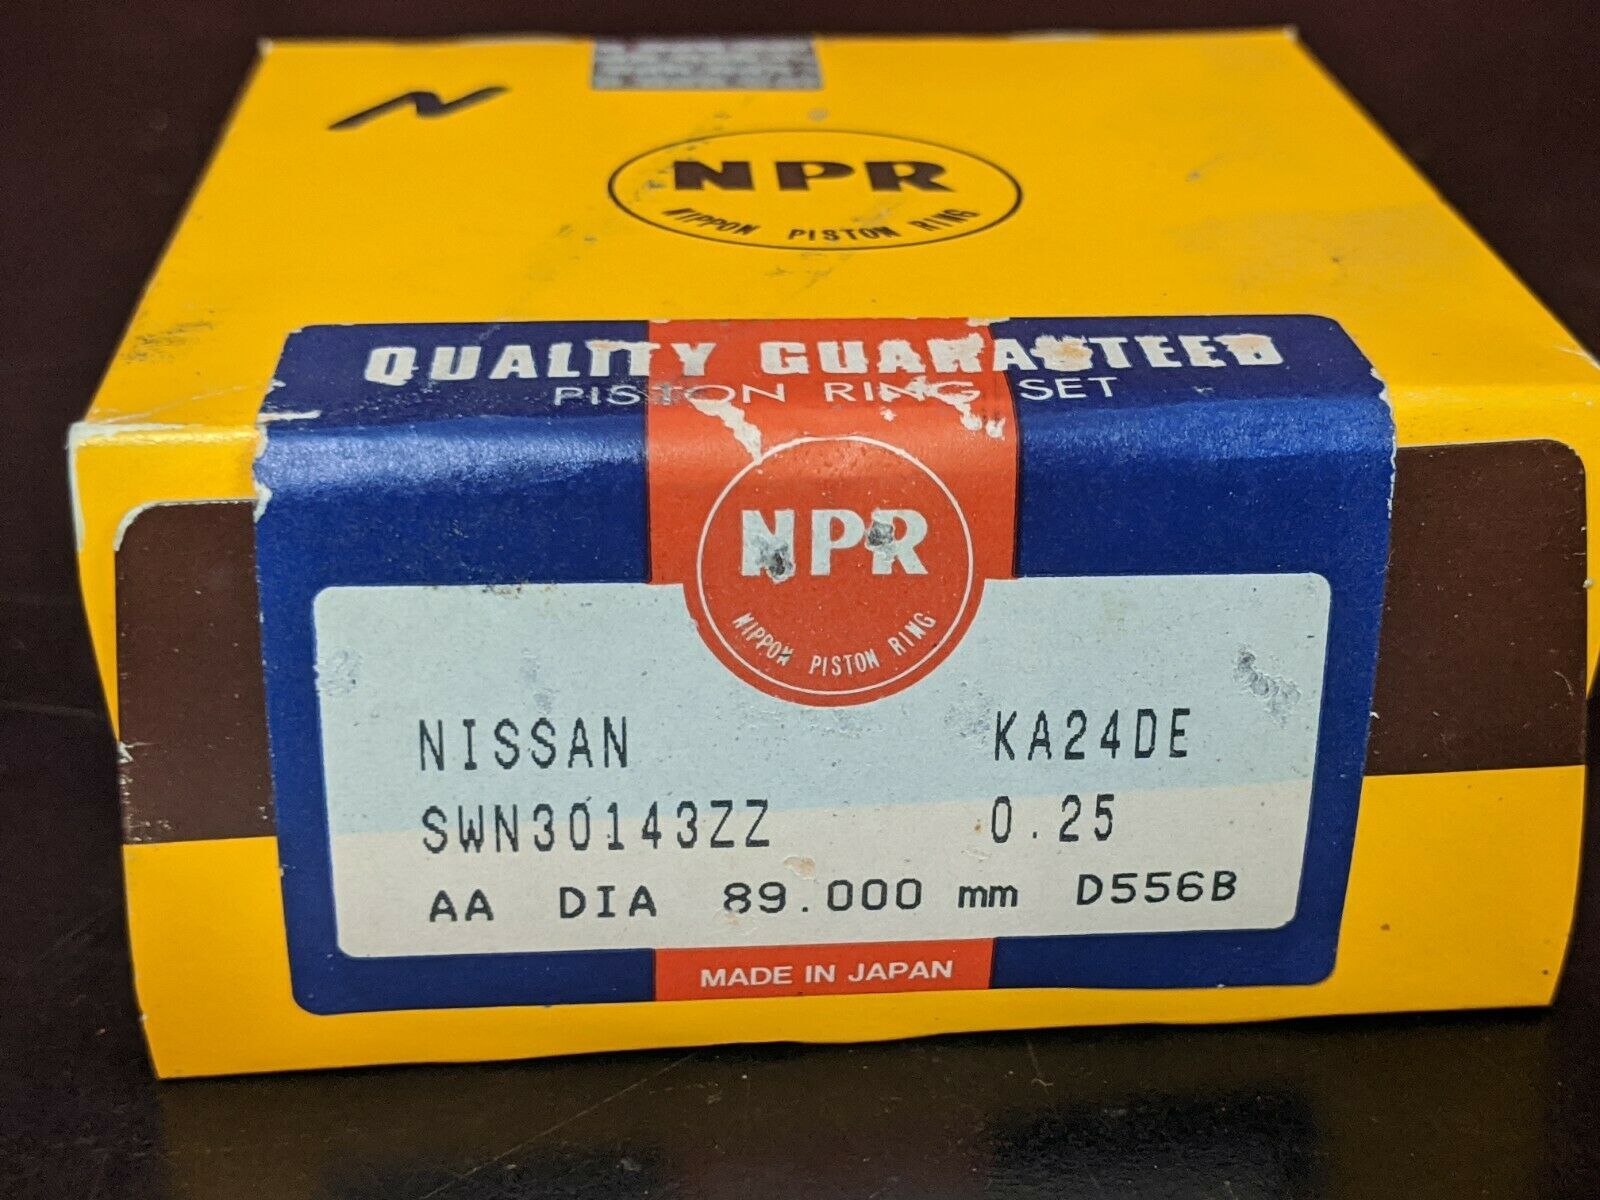 N
NPR
NIPPON PISTON RING
QUALITY GUARANTEED
PISTON RING SET
NPR
NIPPON PISTON RING
NISSAN KA24DE
SWN30143ZZ 0.25
AA DIA 89.000 mm D556B
MADE IN JAPAN